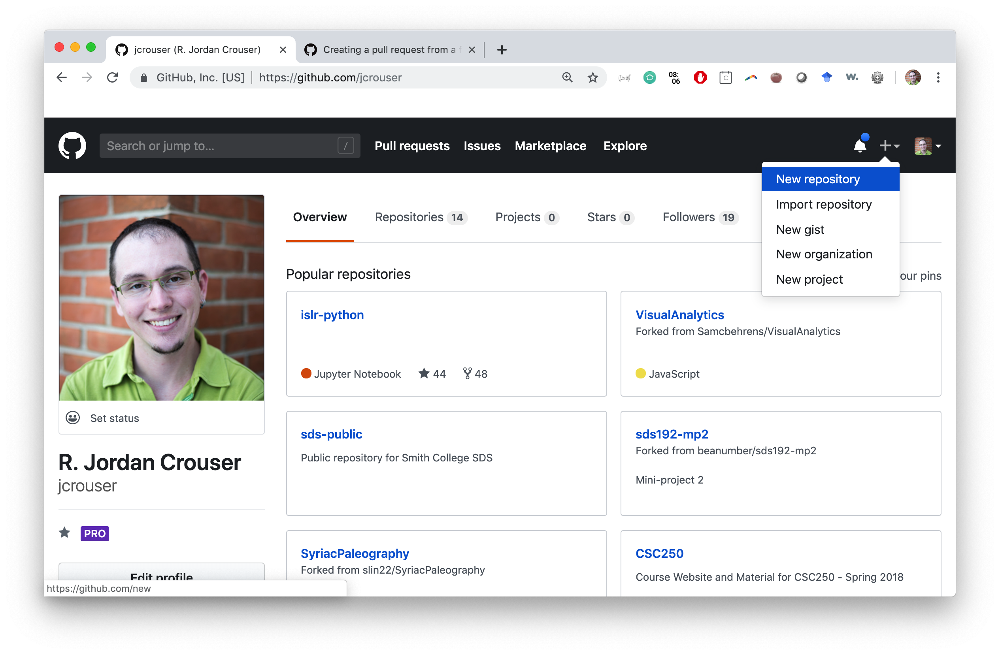 jcrouser (R. Jordan Crouser)
Creating a pull request from a f
GitHub, Inc. [US]
https://github.com/jcrouser
08:
06
C
w.
Search or jump to...
/
Pull requests
Issues
Marketplace
Explore
New repository
Import repository
New gist
New organization
New project
Overview
Repositories 14
Projects 0
Stars 0
Followers 19
Popular repositories
our pins
islr-python
Jupyter Notebook
44
48
VisualAnalytics
Forked from Samcbehrens/VisualAnalytics
JavaScript
Set status
R. Jordan Crouser
jcrouser
PRO
Edit profile
sds-public
Public repository for Smith College SDS
sds192-mp2
Forked from beanumber/sds192-mp2
Mini-project 2
SyriacPaleography
Forked from slin22/SyriacPaleography
CSC250
Course Website and Material for CSC250 - Spring 2018
https://github.com/new